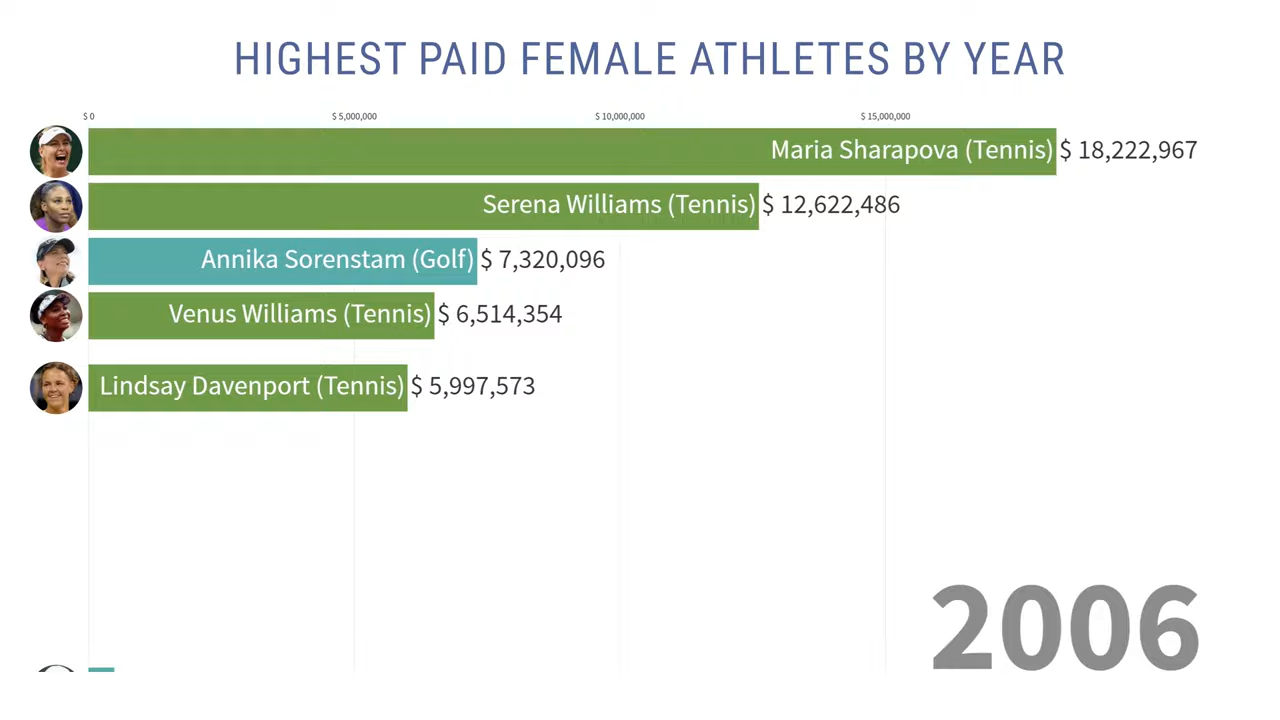 HIGHEST PAID FEMALE ATHLETES BY YEAR
$ 0 $ 5,000,000 $ 10,000,000 $ 15,000,000
Maria Sharapova (Tennis) $ 18,222,967
Serena Williams (Tennis) $ 12,622,486
Annika Sorenstam (Golf) $ 7,320,096
Venus Williams (Tennis) $ 6,514,354
Lindsay Davenport (Tennis) $ 5,997,573
2006